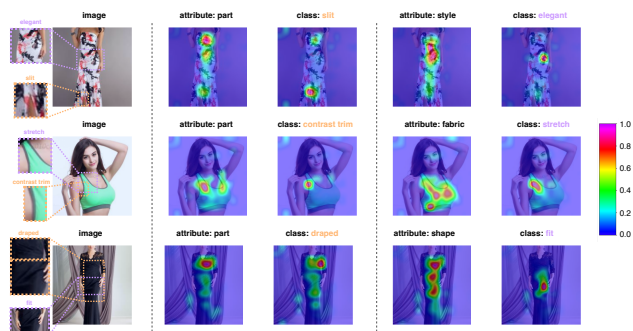 image attribute: part class: slit attribute: style class: elegant
elegant
slit
image attribute: part class: contrast trim attribute: fabric class: stretch
stretch
contrast trim
1.0
0.8
0.6
0.4
0.2
0.0
image attribute: part class: draped attribute: shape class: fit
draped
fit